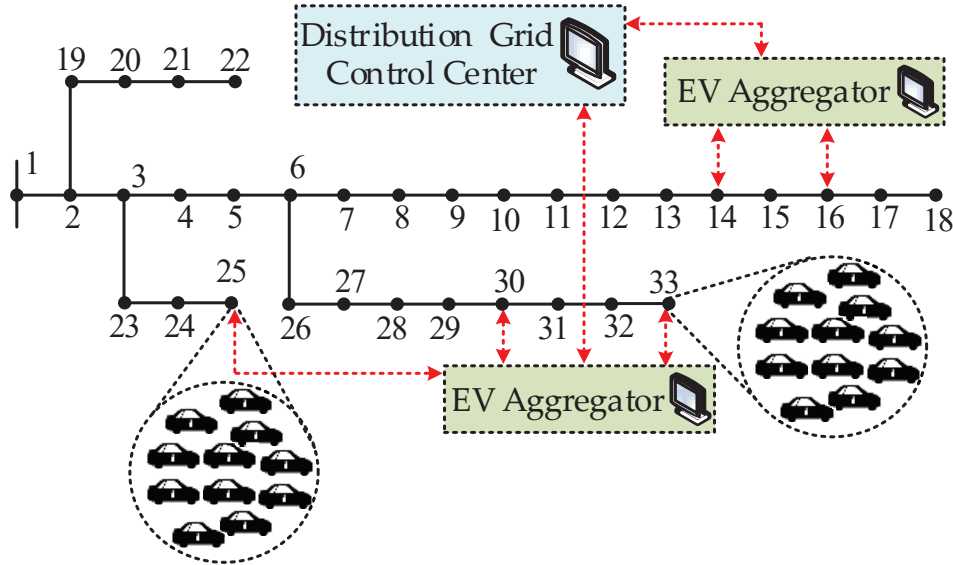 Distribution Grid
Control Center
EV Aggregator
19 20 21 22
1 3 6
2 4 5 7 8 9 10 11 12 13 14 15 16 17 18
25 27 30 33
23 24 26 28 29 31 32
EV Aggregator